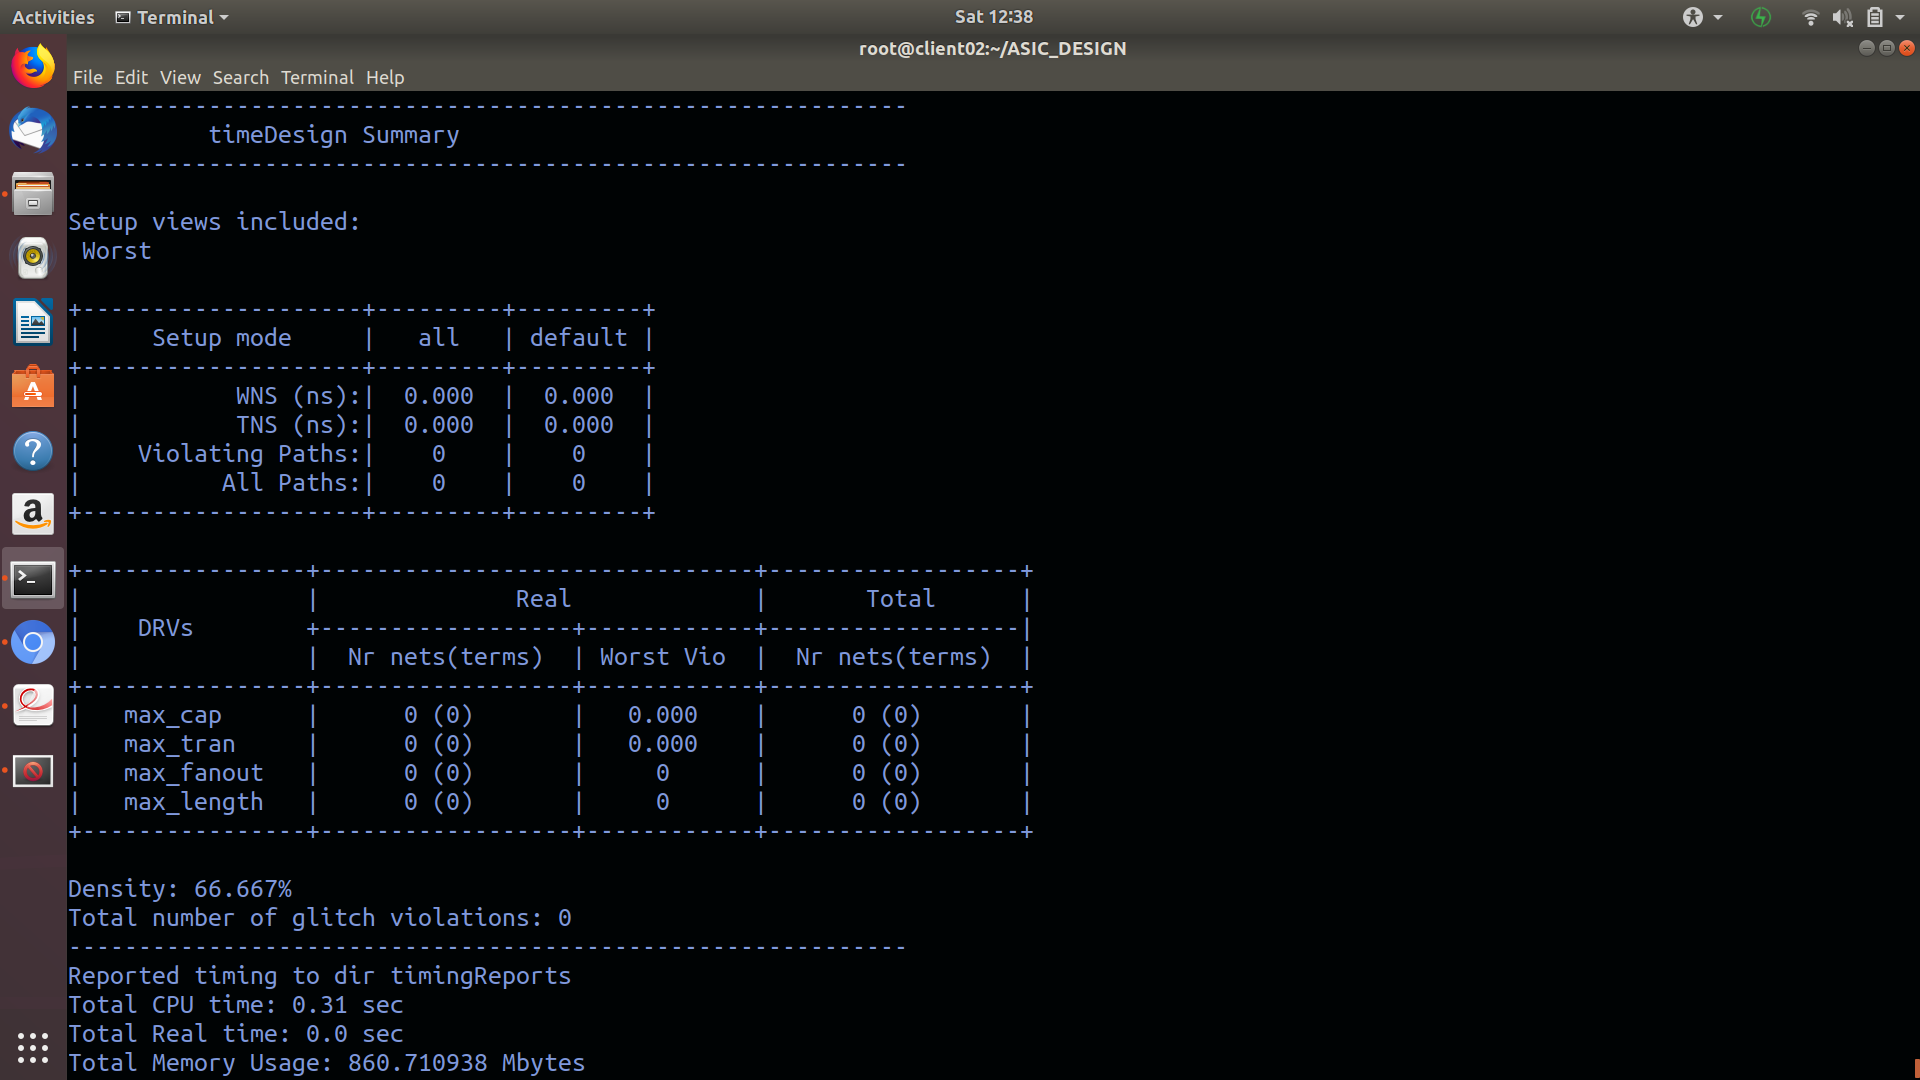 Activities Terminal Sat 12:38
root@client02:~/ASIC_DESIGN
File Edit View Search Terminal Help
------------------------------------------------------------
          timeDesign Summary
------------------------------------------------------------
Setup views included:
 Worst
+--------------------+---------+---------+
|     Setup mode     |   all   | default |
+--------------------+---------+---------+
|           WNS (ns):|  0.000  |  0.000  |
|           TNS (ns):|  0.000  |  0.000  |
|    Violating Paths:|    0    |    0    |
|          All Paths:|    0    |    0    |
+--------------------+---------+---------+
+----------------+-------------------------------+------------------+
|                |              Real             |       Total      |
|    DRVs        +------------------+------------+------------------|
|                |  Nr nets(terms)  | Worst Vio  |  Nr nets(terms)  |
+----------------+------------------+------------+------------------+
|   max_cap      |      0 (0)       |   0.000    |      0 (0)       |
|   max_tran     |      0 (0)       |   0.000    |      0 (0)       |
|   max_fanout   |      0 (0)       |     0      |      0 (0)       |
|   max_length   |      0 (0)       |     0      |      0 (0)       |
+----------------+------------------+------------+------------------+
Density: 66.667%
Total number of glitch violations: 0
------------------------------------------------------------
Reported timing to dir timingReports
Total CPU time: 0.31 sec
Total Real time: 0.0 sec
Total Memory Usage: 860.710938 Mbytes